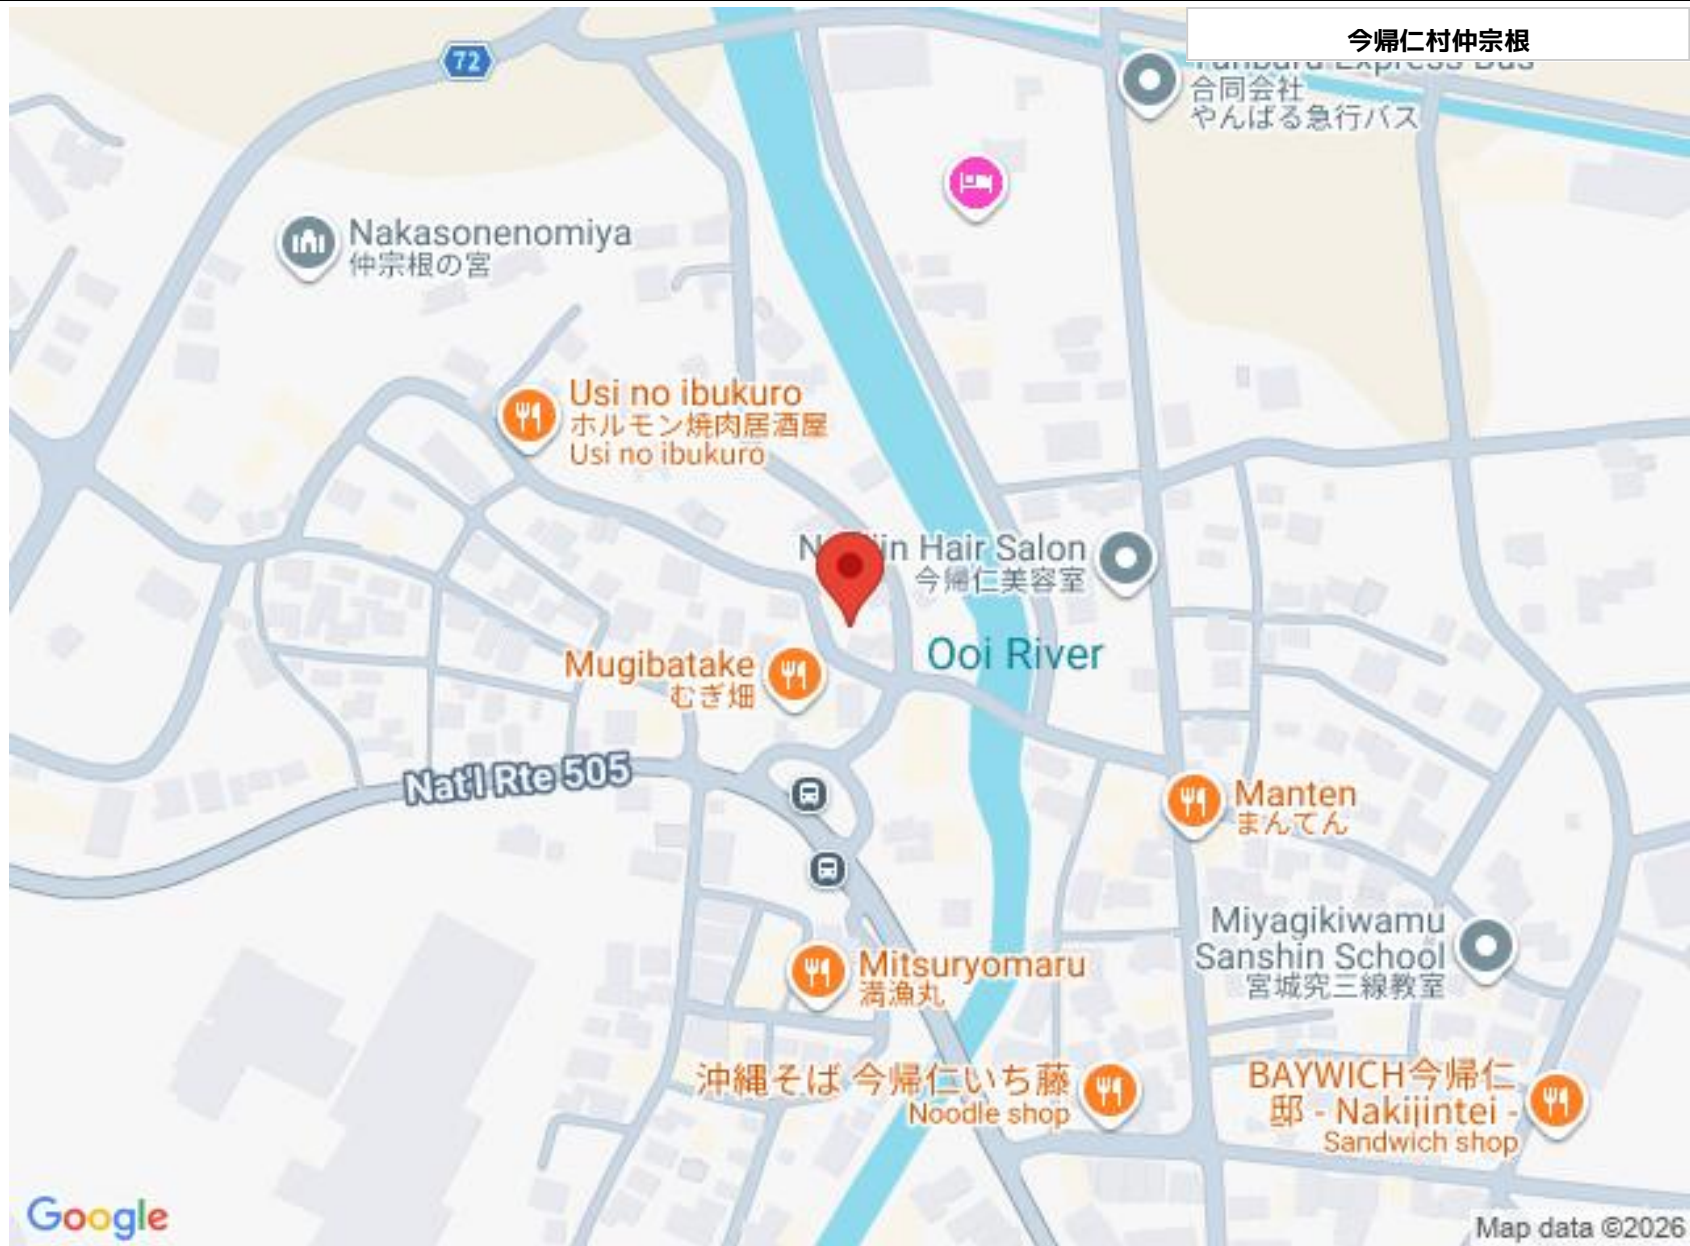 今帰仁村仲宗根
72
Yanbaru Express Bus
合同会社
やんばる急行バス
Nakasonenomiya
仲宗根の宮
Usi no ibukuro
ホルモン焼肉居酒屋
Usi no ibukuro
Hair Salon
今帰仁美容室
Ooi River
Mugibatake
むぎ畑
Nat'l Rte 505
Manten
まんてん
Miyagikiwamu
Sanshin School
宮城究三線教室
Mitsuryomaru
満漁丸
沖縄そば 今帰仁いち藤
Noodle shop
BAYWICH今帰仁
邸 - Nakijintei -
Sandwich shop
Google
Map data ©2026